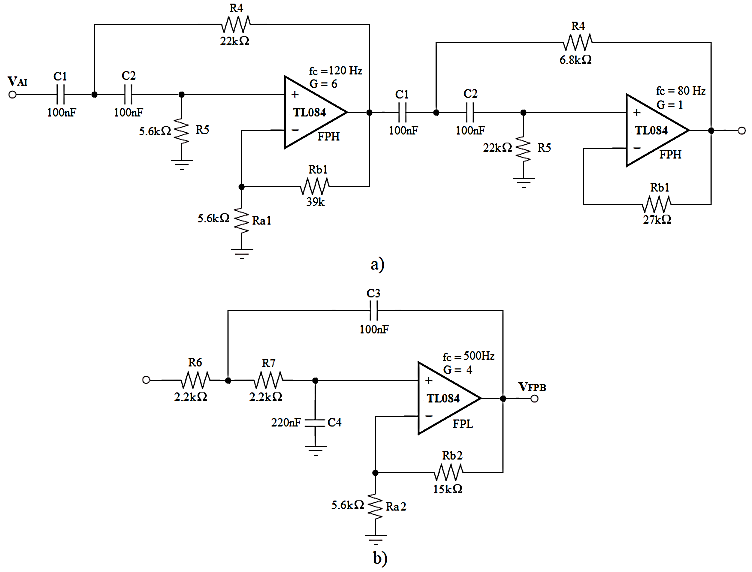 R4
22kΩ
VAI
C1
100nF
C2
100nF
5.6kΩ
R5
fc =120 Hz
G = 6
+
TL084
−
FPH
Rb1
39k
5.6kΩ
Ra1
C1
100nF
C2
100nF
R4
6.8kΩ
22kΩ
R5
fc = 80 Hz
G = 1
+
TL084
−
FPH
Rb1
27kΩ
a)
C3
100nF
R6
2.2kΩ
R7
2.2kΩ
220nF
C4
fc = 500Hz
G = 4
+
TL084
−
FPL
VFPB
Rb2
15kΩ
5.6kΩ
Ra2
b)